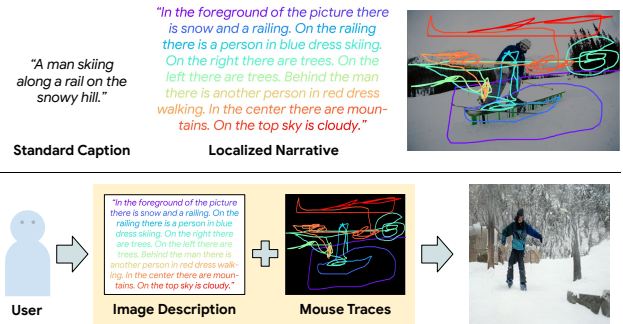 “A man skiing
along a rail on the
snowy hill.”
Standard Caption
“In the foreground of the picture there
is snow and a railing. On the railing
there is a person in blue dress skiing.
On the right there are trees. On the
left there are trees. Behind the man
there is another person in red dress
walking. In the center there are moun-
tains. On the top sky is cloudy.”
Localized Narrative
User
“In the foreground of the picture
there is snow and a railing. On the
railing there is a person in blue
dress skiing. On the right there
are trees. On the left there are
trees. Behind the man there is
another person in red dress walk-
ing. In the center there are moun-
tains. On the top sky is cloudy.”
Image Description
Mouse Traces